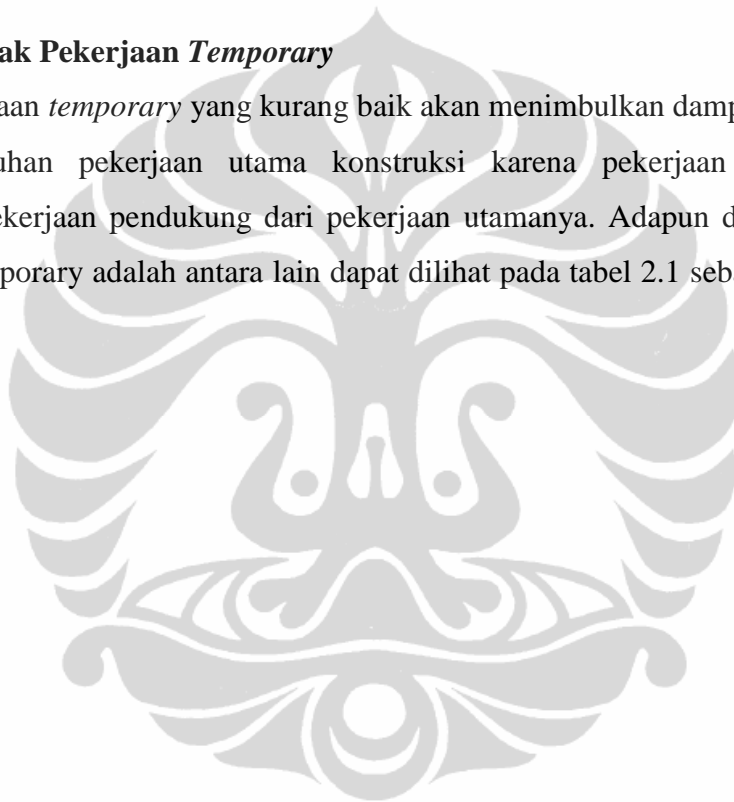 ak Pekerjaan Temporary
aan temporary yang kurang baik akan menimbulkan damp
uhan pekerjaan utama konstruksi karena pekerjaan
ekerjaan pendukung dari pekerjaan utamanya. Adapun d
porary adalah antara lain dapat dilihat pada tabel 2.1 seba